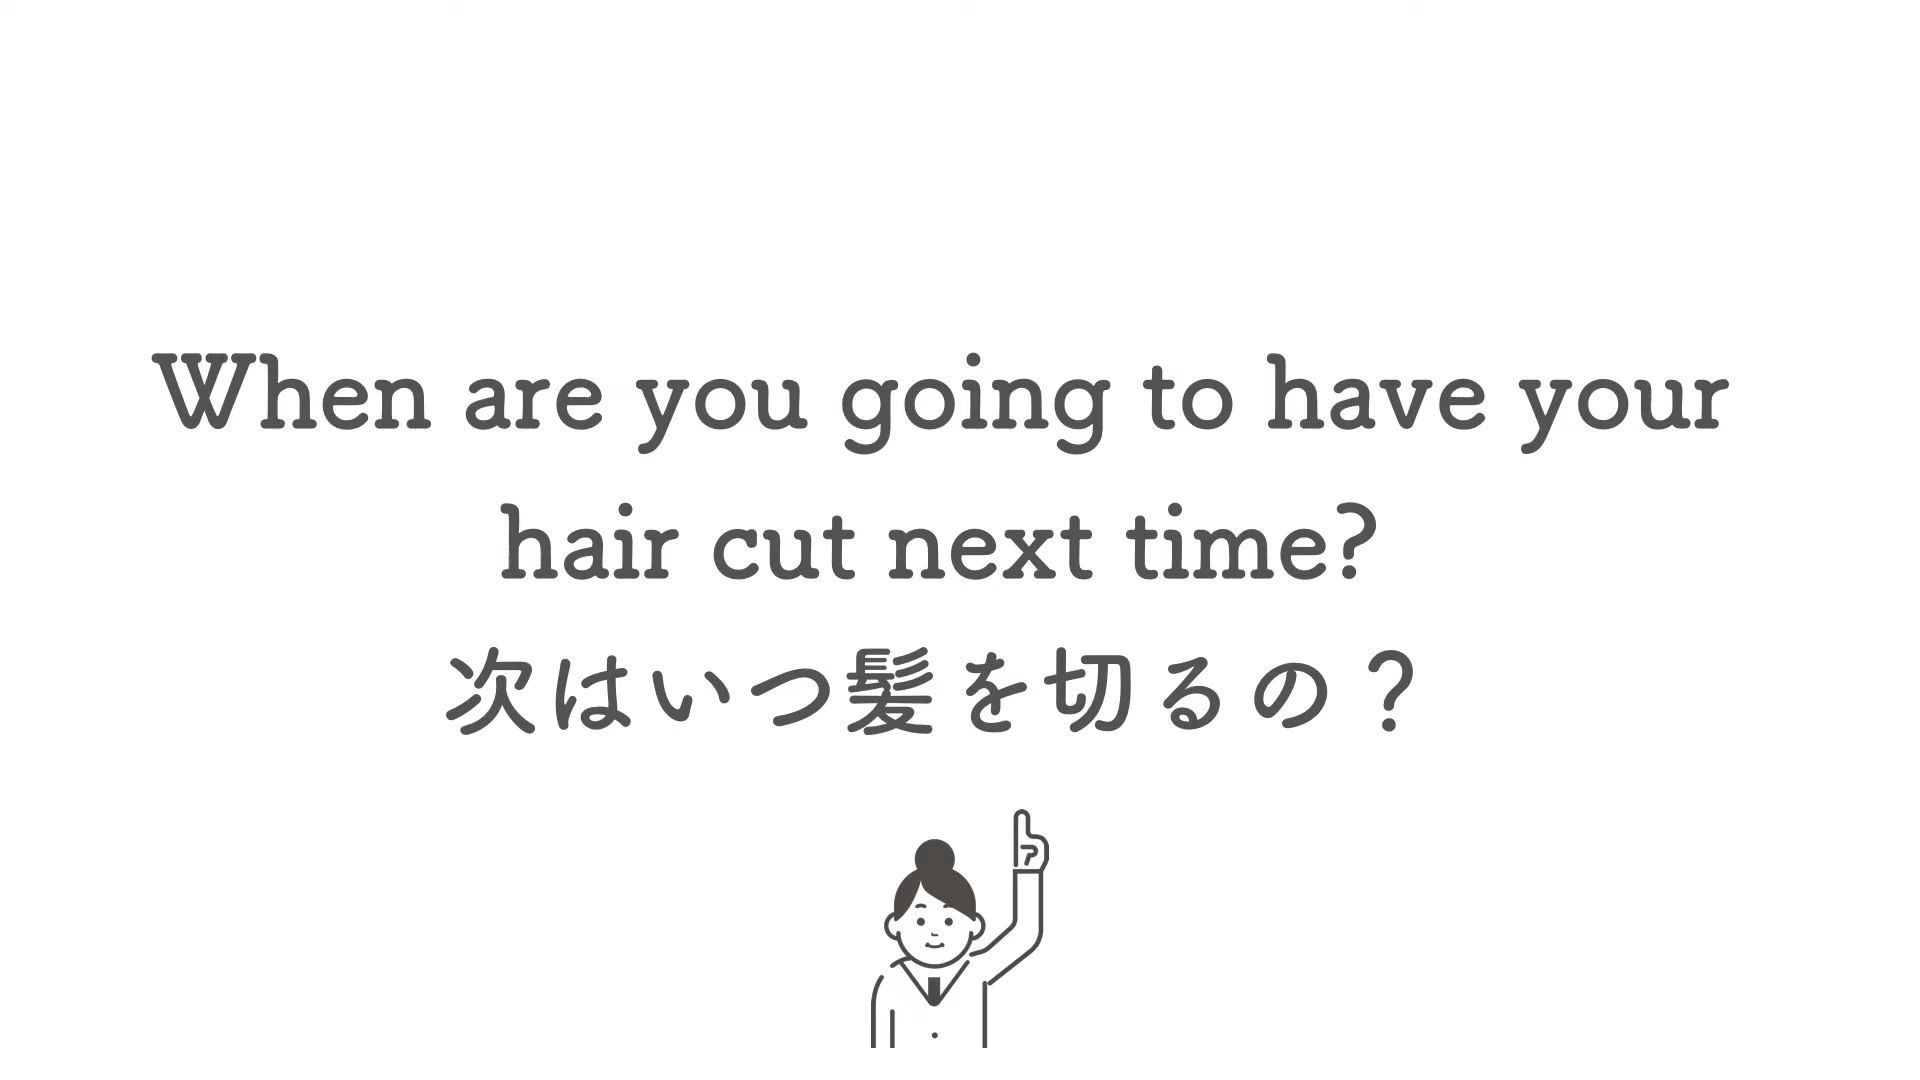 When are you going to have your
hair cut next time?
次はいつ髪を切るの？